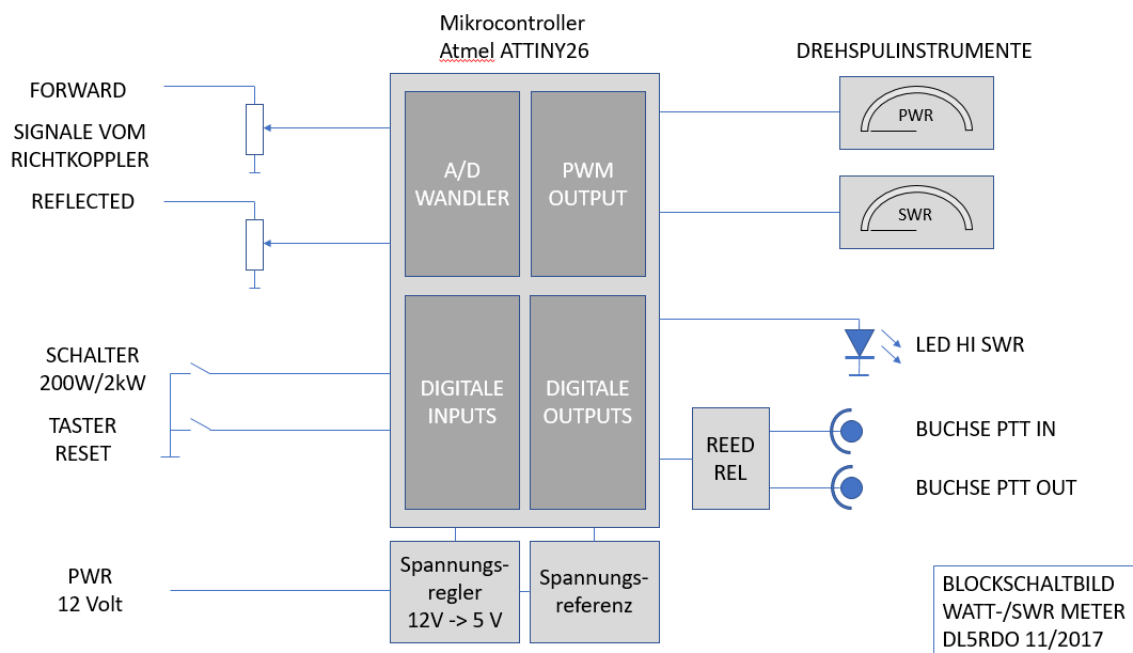 Mikrocontroller
Atmel ATTINY26
DREHSPULINSTRUMENTE
FORWARD
SIGNALE VOM
RICHTKOPPLER
REFLECTED
A/D
WANDLER
PWM
OUTPUT
PWR
SWR
SCHALTER
200W/2kW
TASTER
RESET
DIGITALE
INPUTS
DIGITALE
OUTPUTS
LED HI SWR
REED
REL
BUCHSE PTT IN
BUCHSE PTT OUT
PWR
12 Volt
Spannungs-
regler
12V -> 5 V
Spannungs-
referenz
BLOCKSCHALTBILD
WATT-/SWR METER
DL5RDO 11/2017